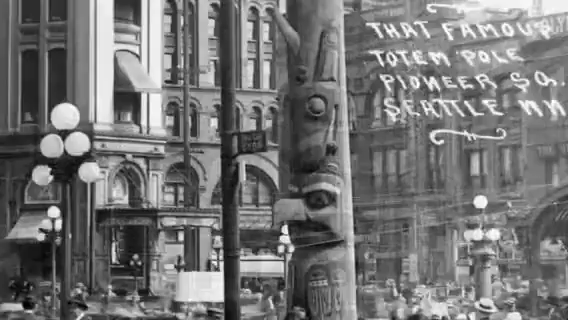 THAT FAMOUS
TOTEM POLE
PIONEER SQ.
SEATTLE WN